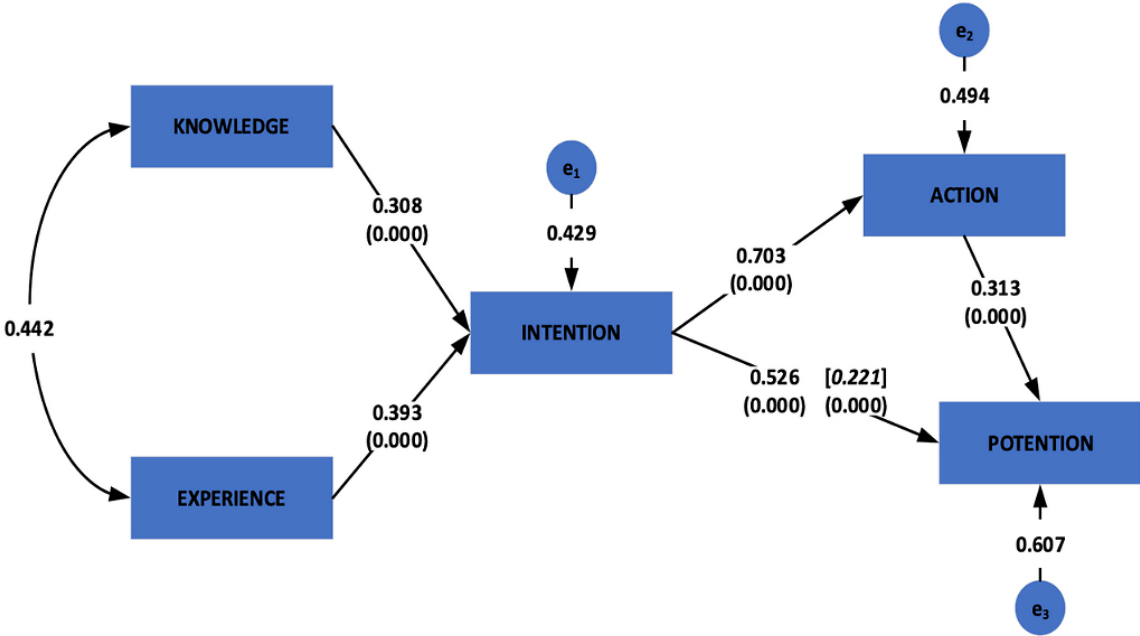 e2
0.494
KNOWLEDGE
e1
ACTION
0.308
(0.000)
0.429
0.703
(0.000)
0.313
(0.000)
0.442
INTENTION
0.526 [0.221]
(0.000) (0.000)
0.393
(0.000)
POTENTION
EXPERIENCE
0.607
e3